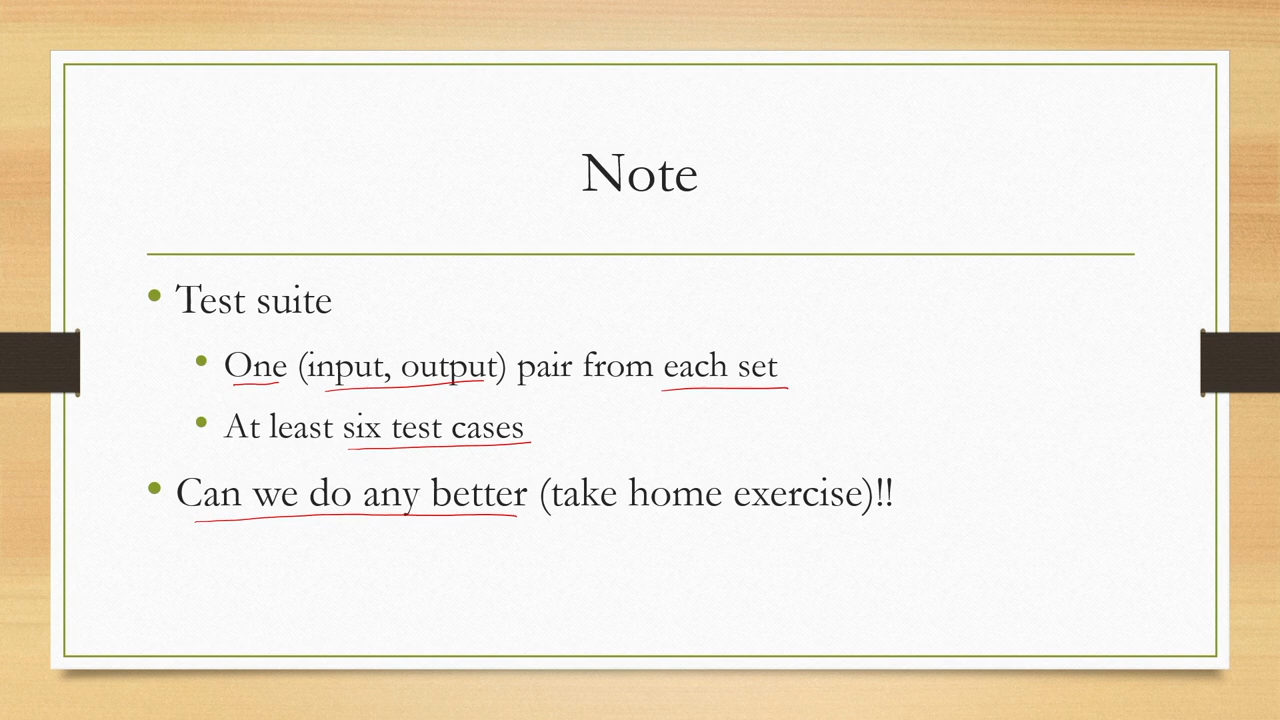 Note
Test suite
One (input, output) pair from each set
At least six test cases
Can we do any better (take home exercise)!!